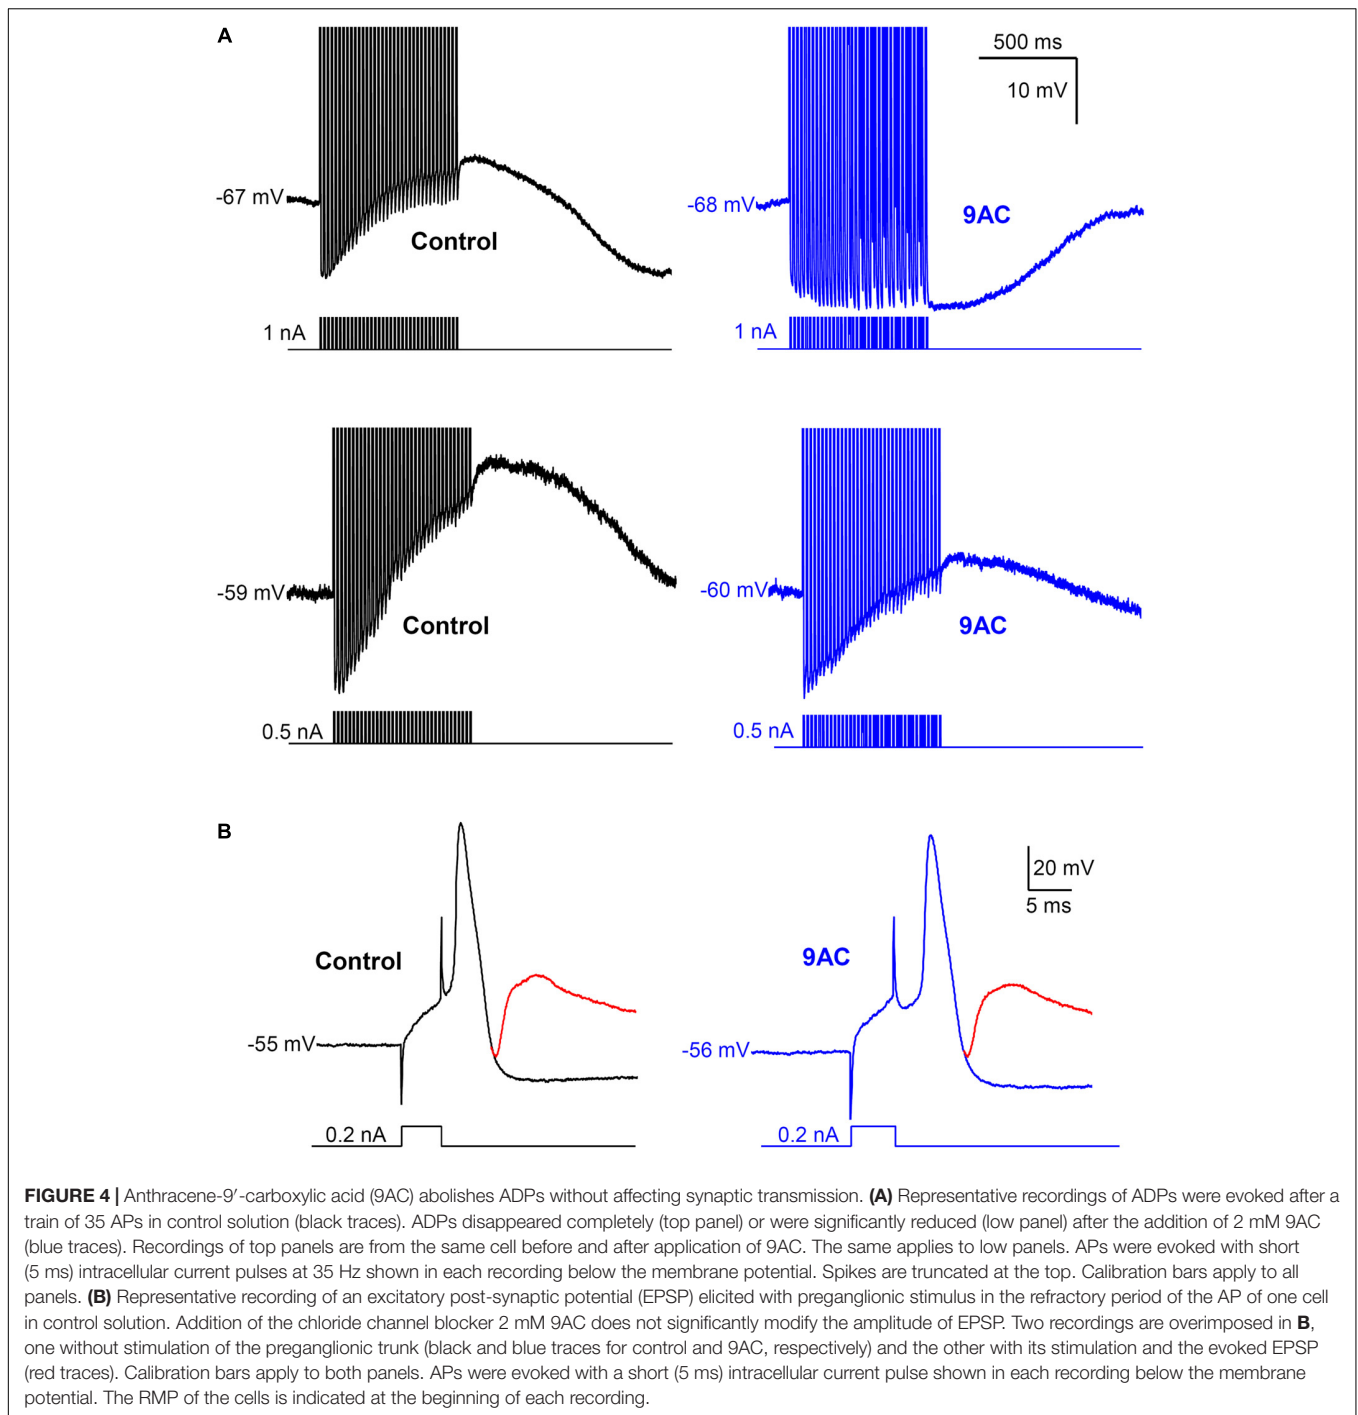 A
500 ms
10 mV
-67 mV
Control
-68 mV
9AC
1 nA
1 nA
-59 mV
Control
-60 mV
9AC
0.5 nA
0.5 nA
B
20 mV
5 ms
Control
9AC
-55 mV
-56 mV
0.2 nA
0.2 nA
FIGURE 4 | Anthracene-9′-carboxylic acid (9AC) abolishes ADPs without affecting synaptic transmission. (A) Representative recordings of ADPs were evoked after a
train of 35 APs in control solution (black traces). ADPs disappeared completely (top panel) or were significantly reduced (low panel) after the addition of 2 mM 9AC
(blue traces). Recordings of top panels are from the same cell before and after application of 9AC. The same applies to low panels. APs were evoked with short
(5 ms) intracellular current pulses at 35 Hz shown in each recording below the membrane potential. Spikes are truncated at the top. Calibration bars apply to all
panels. (B) Representative recording of an excitatory post-synaptic potential (EPSP) elicited with preganglionic stimulus in the refractory period of the AP of one cell
in control solution. Addition of the chloride channel blocker 2 mM 9AC does not significantly modify the amplitude of EPSP. Two recordings are overimposed in B,
one without stimulation of the preganglionic trunk (black and blue traces for control and 9AC, respectively) and the other with its stimulation and the evoked EPSP
(red traces). Calibration bars apply to both panels. APs were evoked with a short (5 ms) intracellular current pulse shown in each recording below the membrane
potential. The RMP of the cells is indicated at the beginning of each recording.